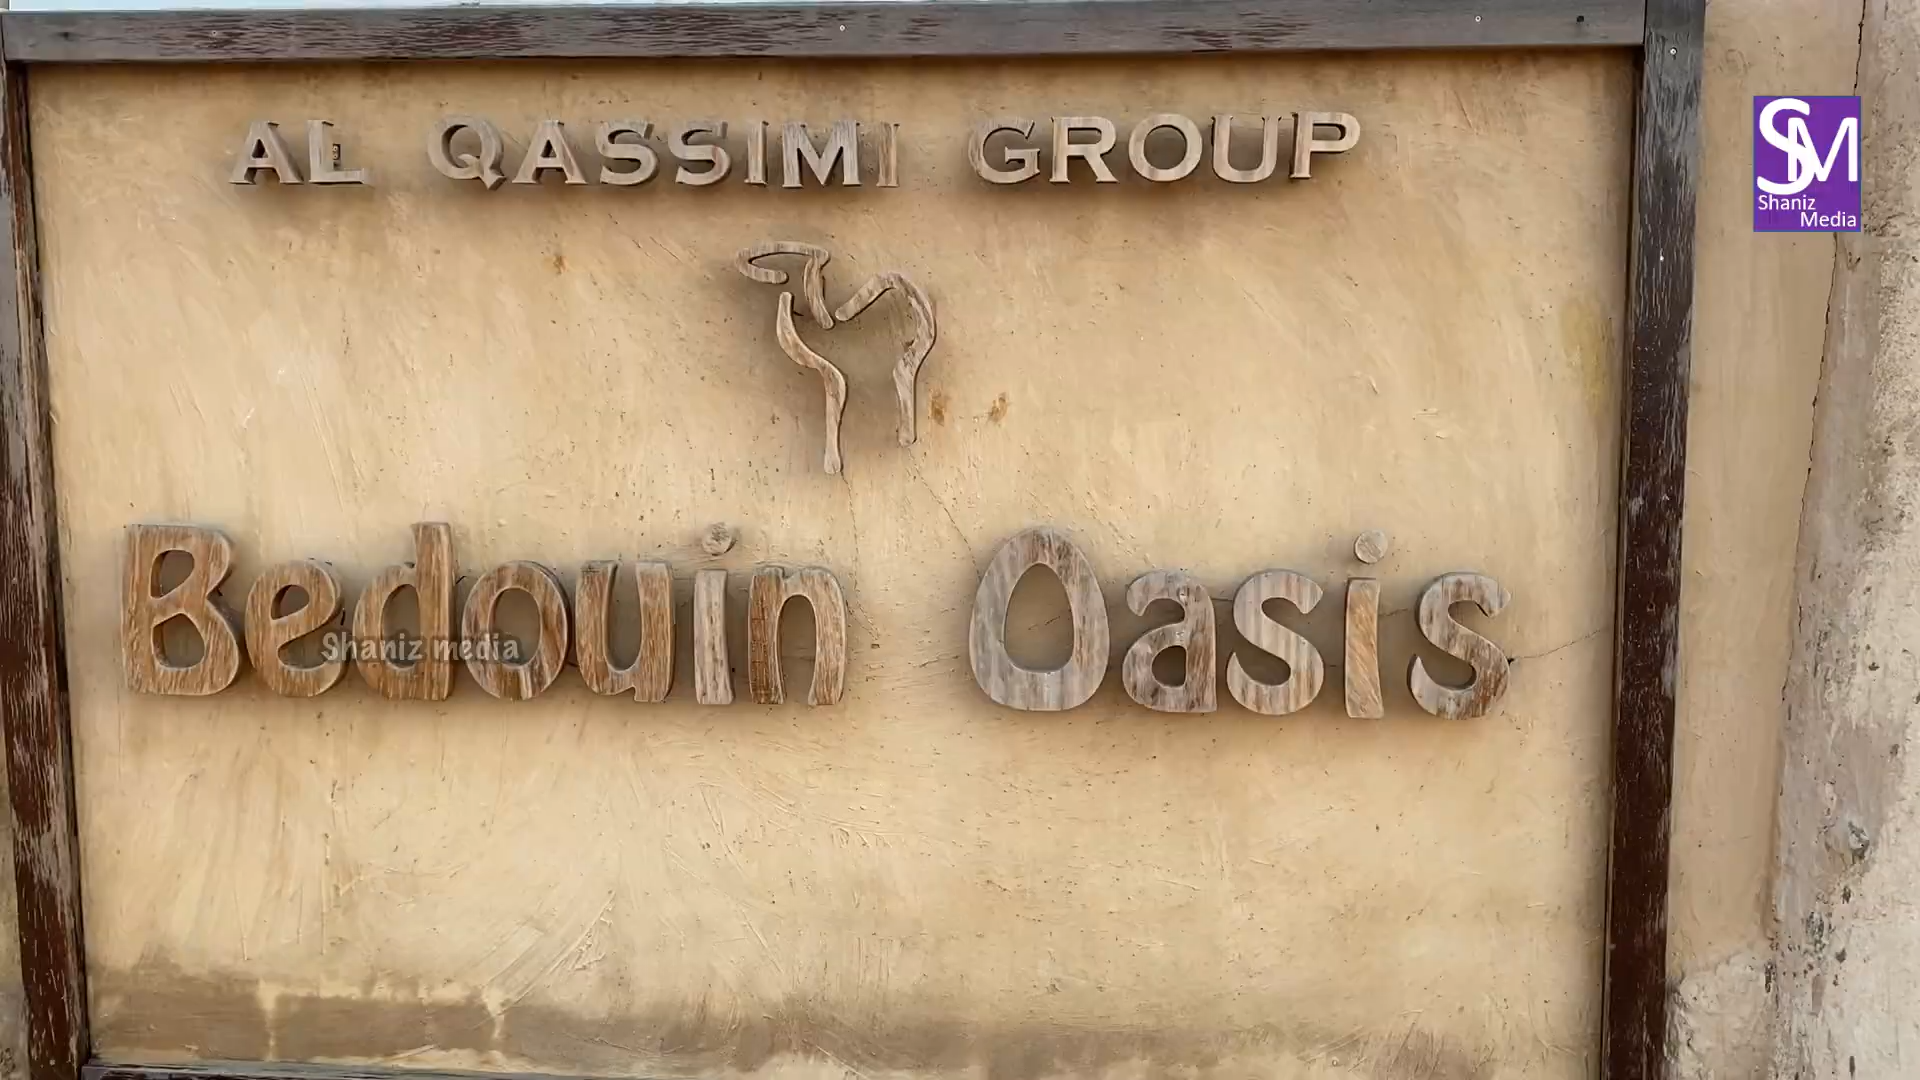 AL QASSIMI GROUP
SM
Shaniz
Media
Bedouin Oasis
Shaniz media